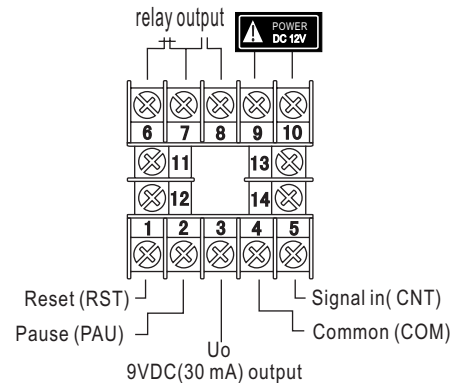 relay output
POWER
DC 12V
6 7 8 9 10
11 13
12 14
1 2 3 4 5
Reset (RST) Signal in( CNT)
Pause (PAU) Common (COM)
Uo
9VDC(30 mA) output